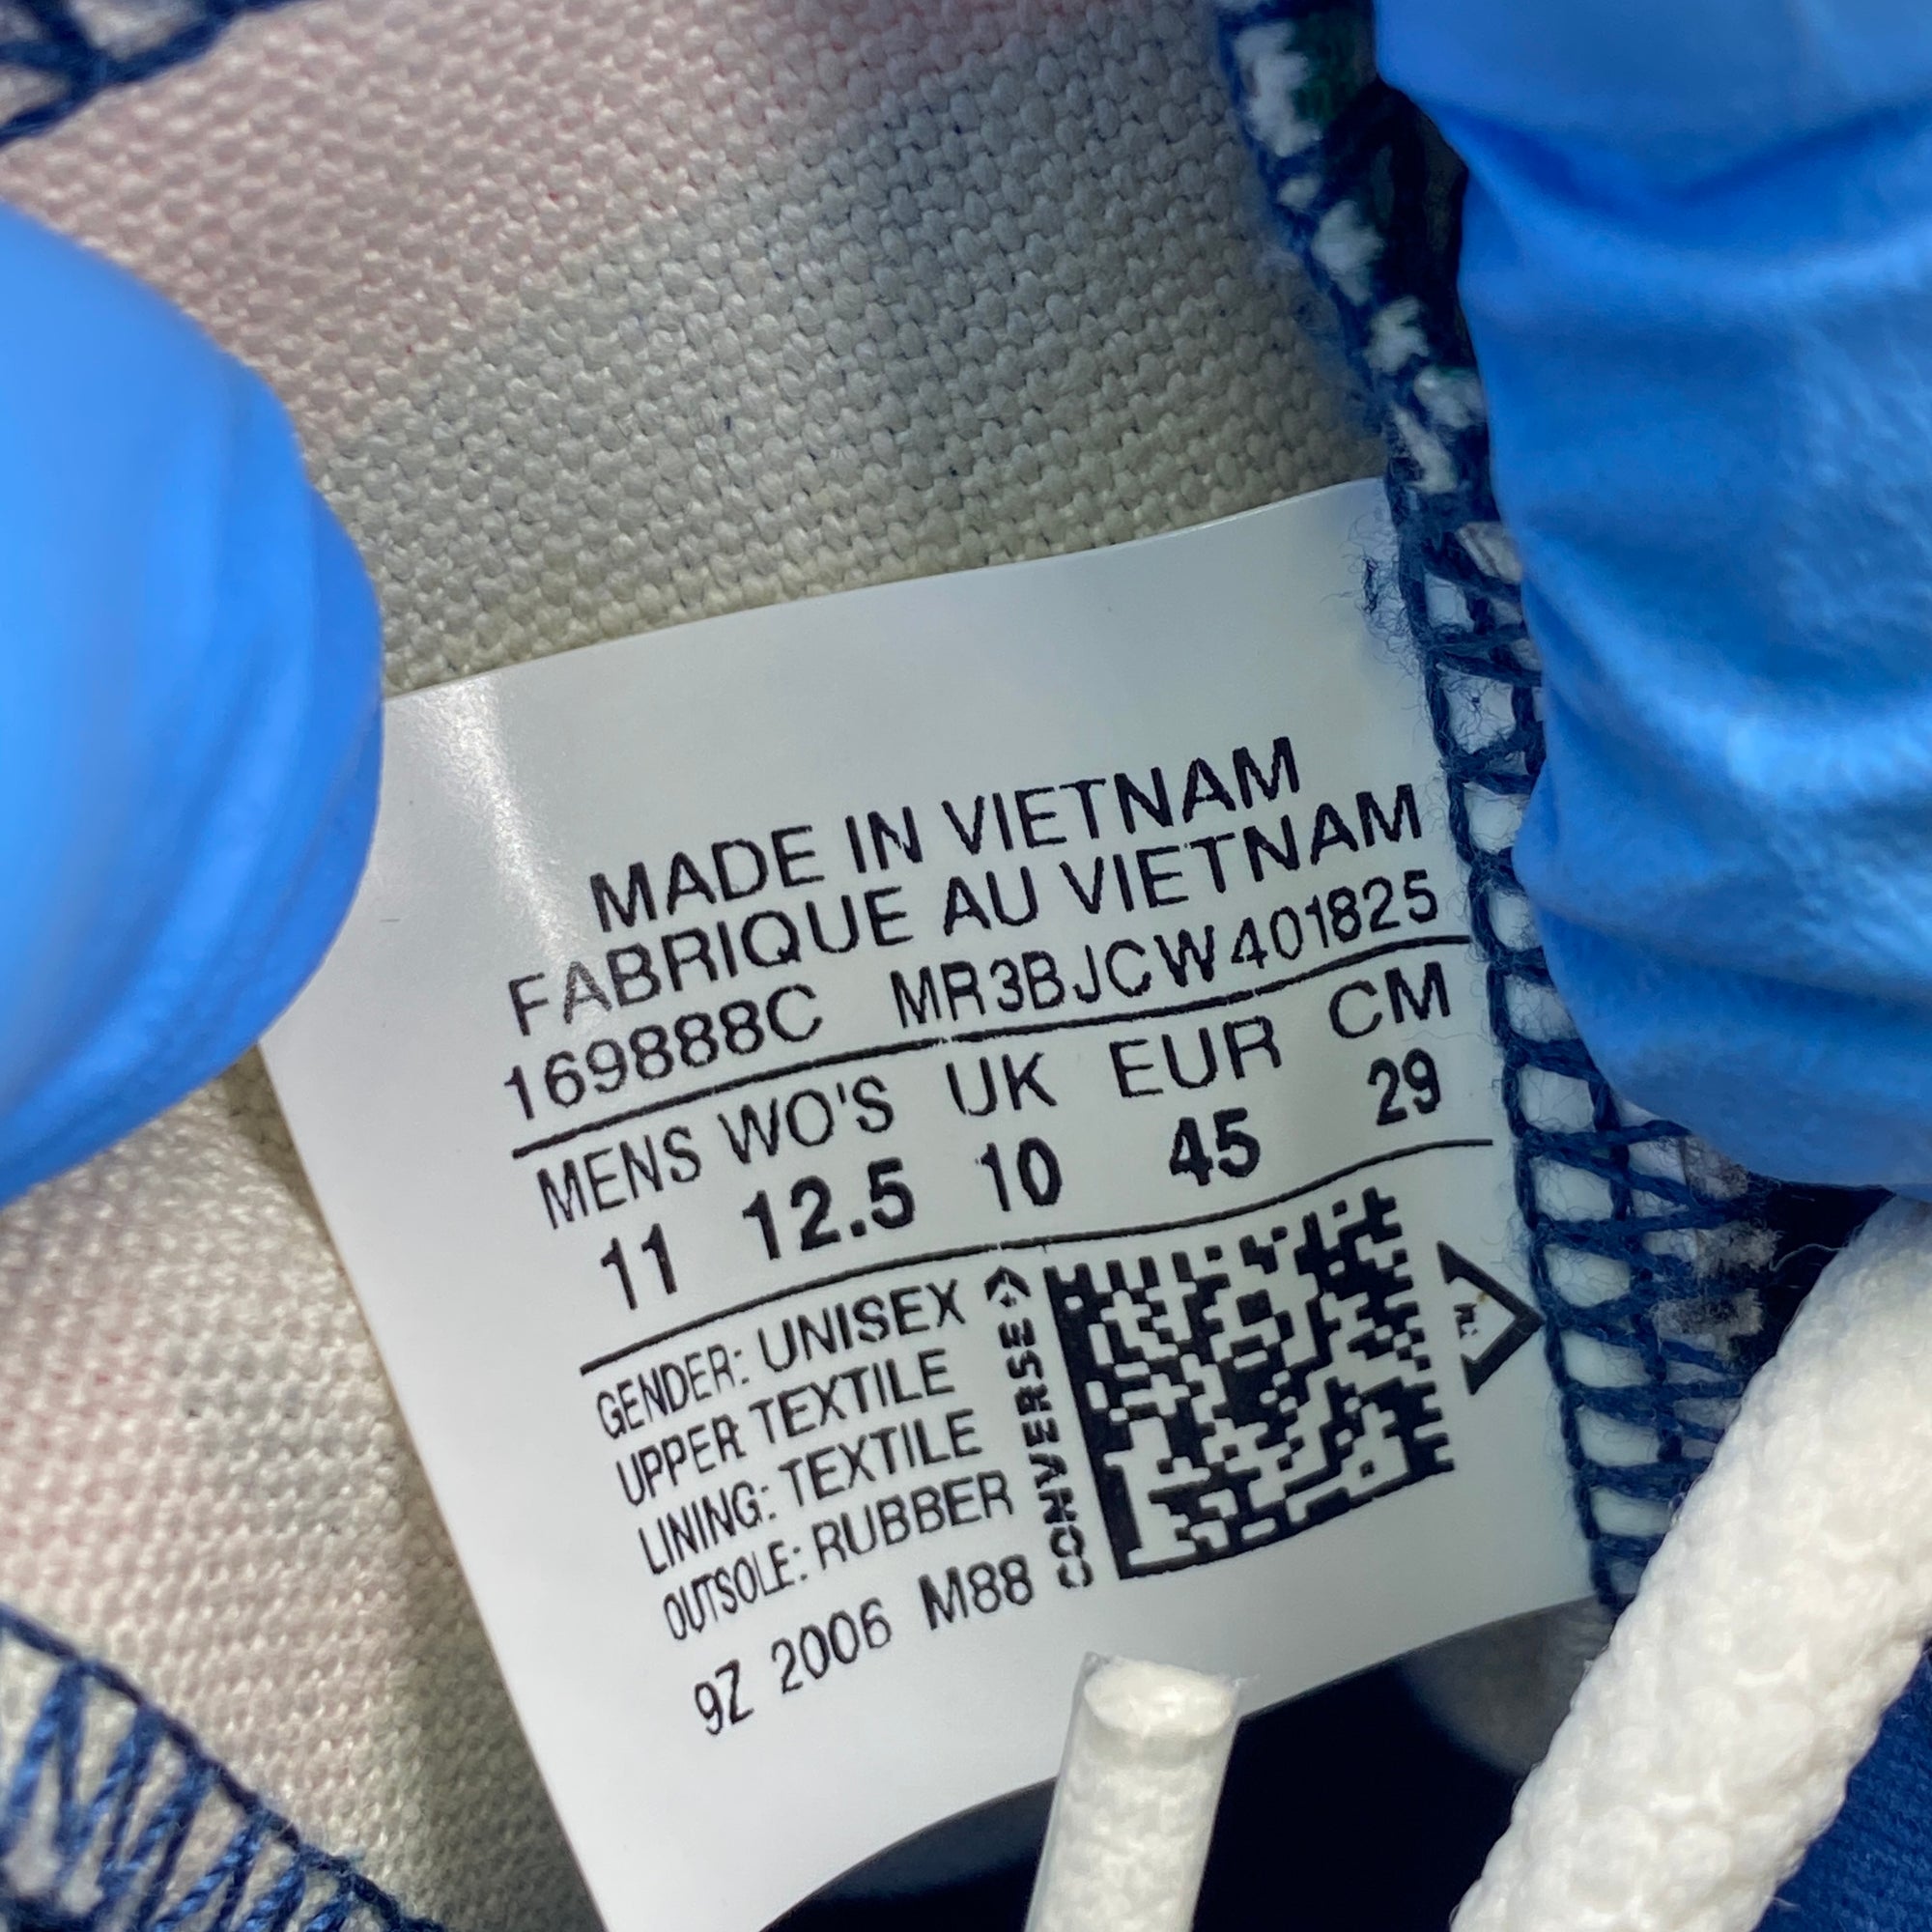 MADE IN VIETNAM
FABRIQUE AU VIETNAM
169888C MR3BJCW401825
MENS WO'S UK EUR CM
11 12.5 10 45 29
GENDER: UNISEX
UPPER TEXTILE
LINING: TEXTILE
OUTSOLE: RUBBER
9Z 2006 M88
CONVERSE